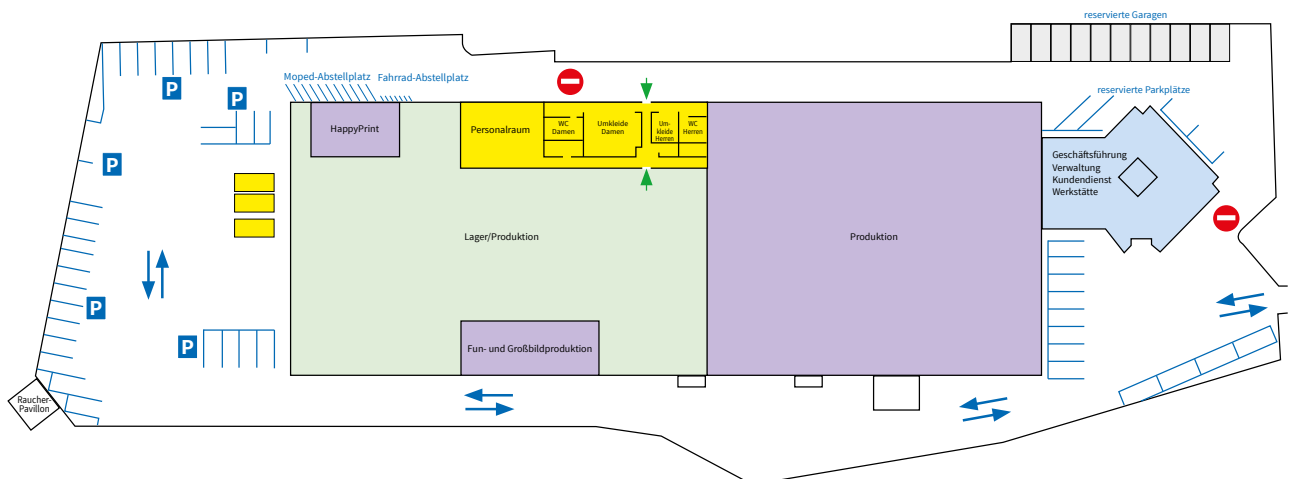 reservierte Garagen
Moped-Abstellplatz
Fahrrad-Abstellplatz
reservierte Parkplätze
P
P
P
P
P
HappyPrint
Personalraum
WC
Damen
Umkleide
Damen
Um-
kleide
Herren
WC
Herren
Geschäftsführung
Verwaltung
Kundendienst
Werkstätte
Lager/Produktion
Produktion
Fun- und Großbildproduktion
Raucher-
Pavillon